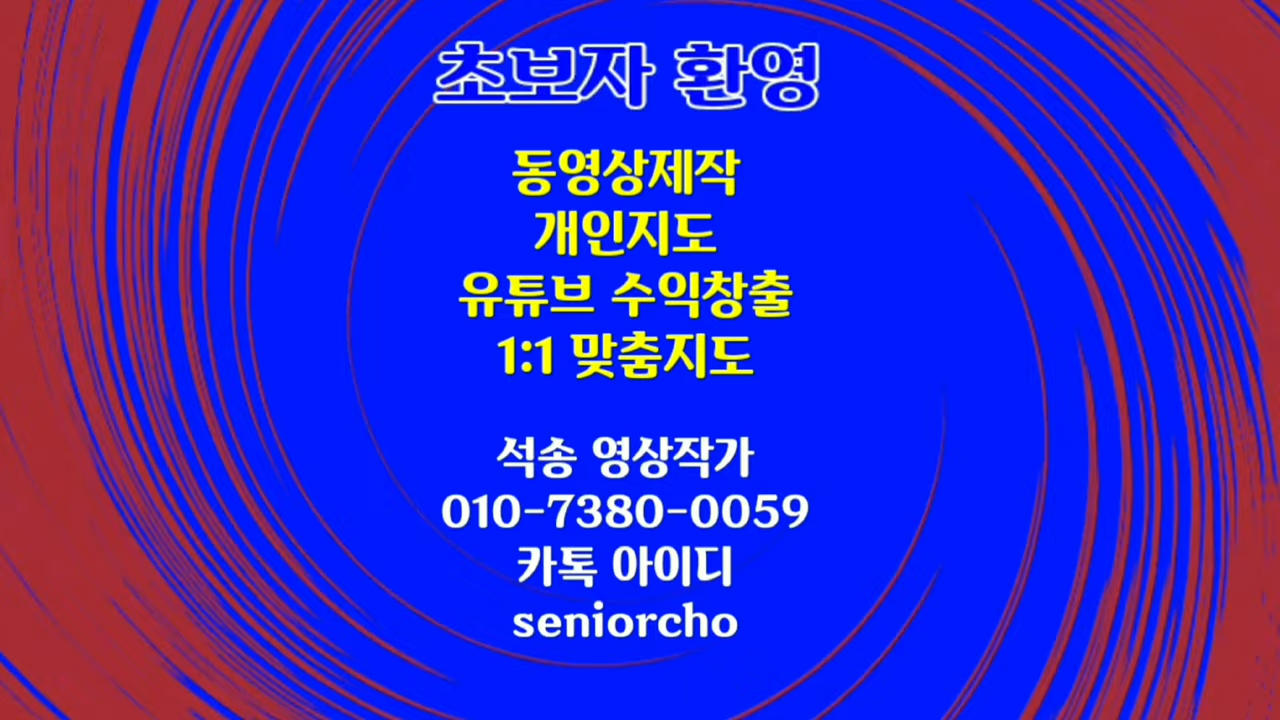 초보자 환영
동영상제작
개인지도
유튜브 수익창출
1:1 맞춤지도
석송 영상작가
010-7380-0059
카톡 아이디
seniorcho